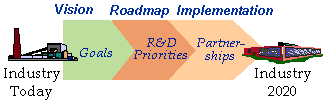 Vision Roadmap Implementation
Goals
R&D
Priorities
Partner-
ships
Industry
Today
Industry
2020